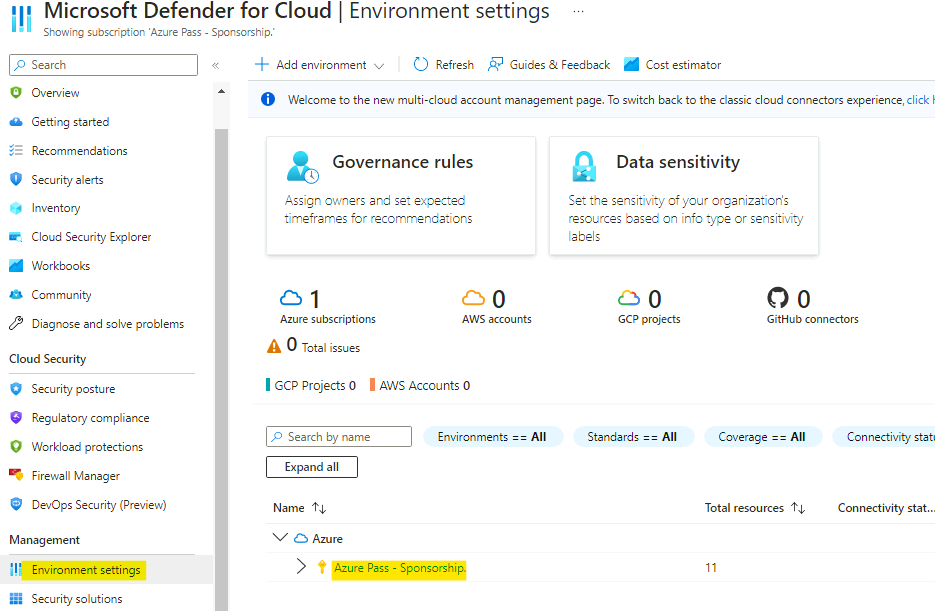 Microsoft Defender for Cloud | Environment settings ...
Showing subscription 'Azure Pass - Sponsorship.'
Search
«
Overview
Getting started
Recommendations
Security alerts
Inventory
Cloud Security Explorer
Workbooks
Community
Diagnose and solve problems
Cloud Security
Security posture
Regulatory compliance
Workload protections
Firewall Manager
DevOps Security (Preview)
Management
Environment settings
Security solutions
Add environment
Refresh
Guides & Feedback
Cost estimator
Welcome to the new multi-cloud account management page. To switch back to the classic cloud connectors experience, click
Governance rules
Assign owners and set expected
timeframes for recommendations
Data sensitivity
Set the sensitivity of your organization's
resources based on info type or sensitivity
labels
1
Azure subscriptions
0
AWS accounts
0
GCP projects
0
GitHub connectors
0 Total issues
GCP Projects 0
AWS Accounts 0
Search by name
Environments == All
Standards == All
Coverage == All
Connectivity statu
Expand all
Name
Total resources
Connectivity stat...
Azure
Azure Pass - Sponsorship.
11